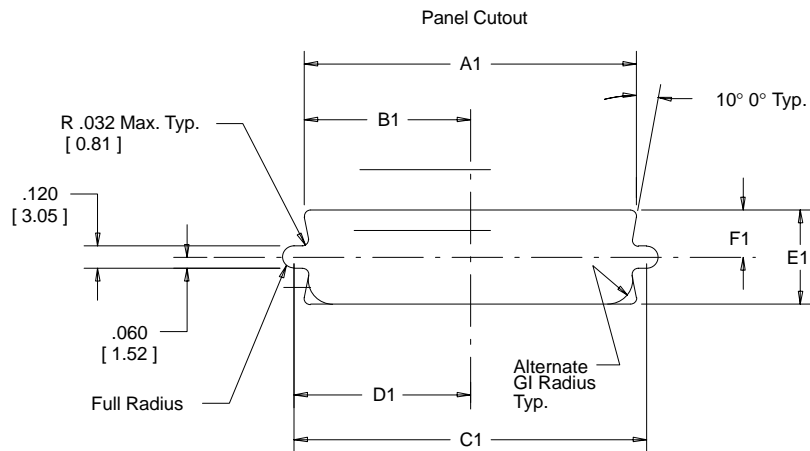 Panel Cutout
A1
10° 0° Typ.
B1
R .032 Max. Typ.
[ 0.81 ]
.120
[ 3.05 ]
F1
E1
.060
[ 1.52 ]
Alternate
GI Radius
Typ.
D1
Full Radius
C1